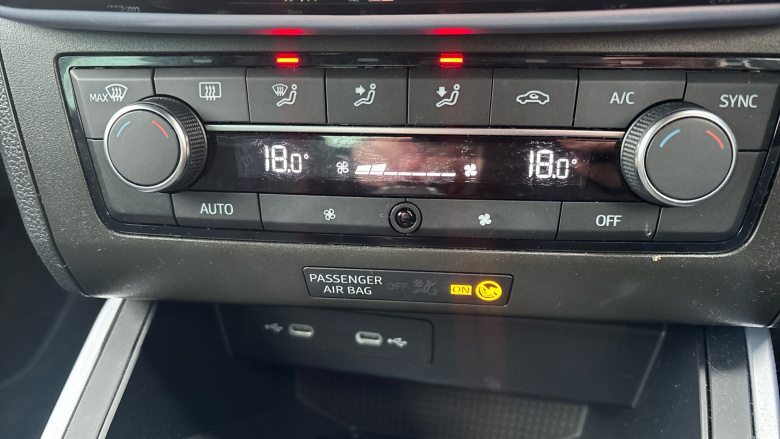 MAX
A/C
SYNC
18.0°
18.0°
AUTO
OFF
PASSENGER
AIR BAG
OFF
ON